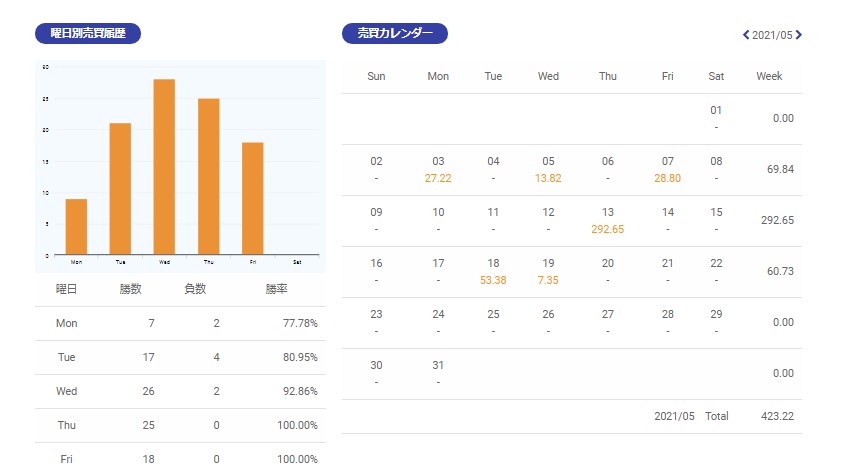 曜日別売買履歴
30
25
20
15
10
5
0
Mon Tue Wed Thu Fri Sat
曜日 勝数 負数 勝率
Mon 7 2 77.78%
Tue 17 4 80.95%
Wed 26 2 92.86%
Thu 25 0 100.00%
Fri 18 0 100.00%
売買カレンダー
2021/05
Sun Mon Tue Wed Thu Fri Sat Week
01
- 0.00
02 03 04 05 06 07 08
- 27.22 - 13.82 - 28.80 - 69.84
09 10 11 12 13 14 15
- - - - 292.65 - - 292.65
16 17 18 19 20 21 22
- - 53.38 7.35 - - - 60.73
23 24 25 26 27 28 29
- - - - - - - 0.00
30 31
- - 0.00
2021/05 Total 423.22